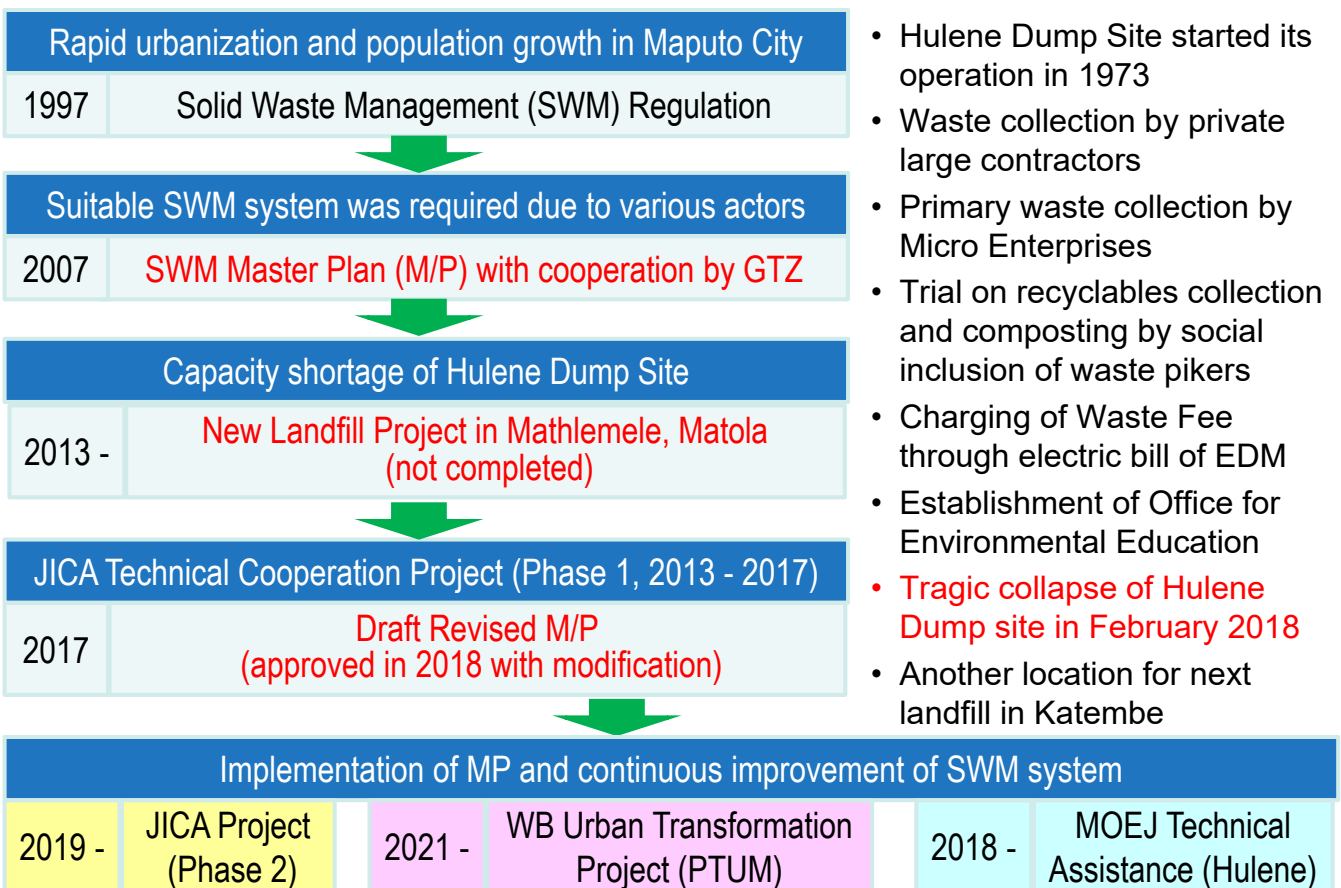 Rapid urbanization and population growth in Maputo City
1997 Solid Waste Management (SWM) Regulation
Suitable SWM system was required due to various actors
2007 SWM Master Plan (M/P) with cooperation by GTZ
Capacity shortage of Hulene Dump Site
2013 - New Landfill Project in Mathlemele, Matola
(not completed)
JICA Technical Cooperation Project (Phase 1, 2013 - 2017)
2017 Draft Revised M/P
(approved in 2018 with modification)
• Hulene Dump Site started its
operation in 1973
• Waste collection by private
large contractors
• Primary waste collection by
Micro Enterprises
• Trial on recyclables collection
and composting by social
inclusion of waste pikers
• Charging of Waste Fee
through electric bill of EDM
• Establishment of Office for
Environmental Education
• Tragic collapse of Hulene
Dump site in February 2018
• Another location for next
landfill in Katembe
Implementation of MP and continuous improvement of SWM system
2019 - JICA Project
(Phase 2)
2021 - WB Urban Transformation
Project (PTUM)
2018 - MOEJ Technical
Assistance (Hulene)